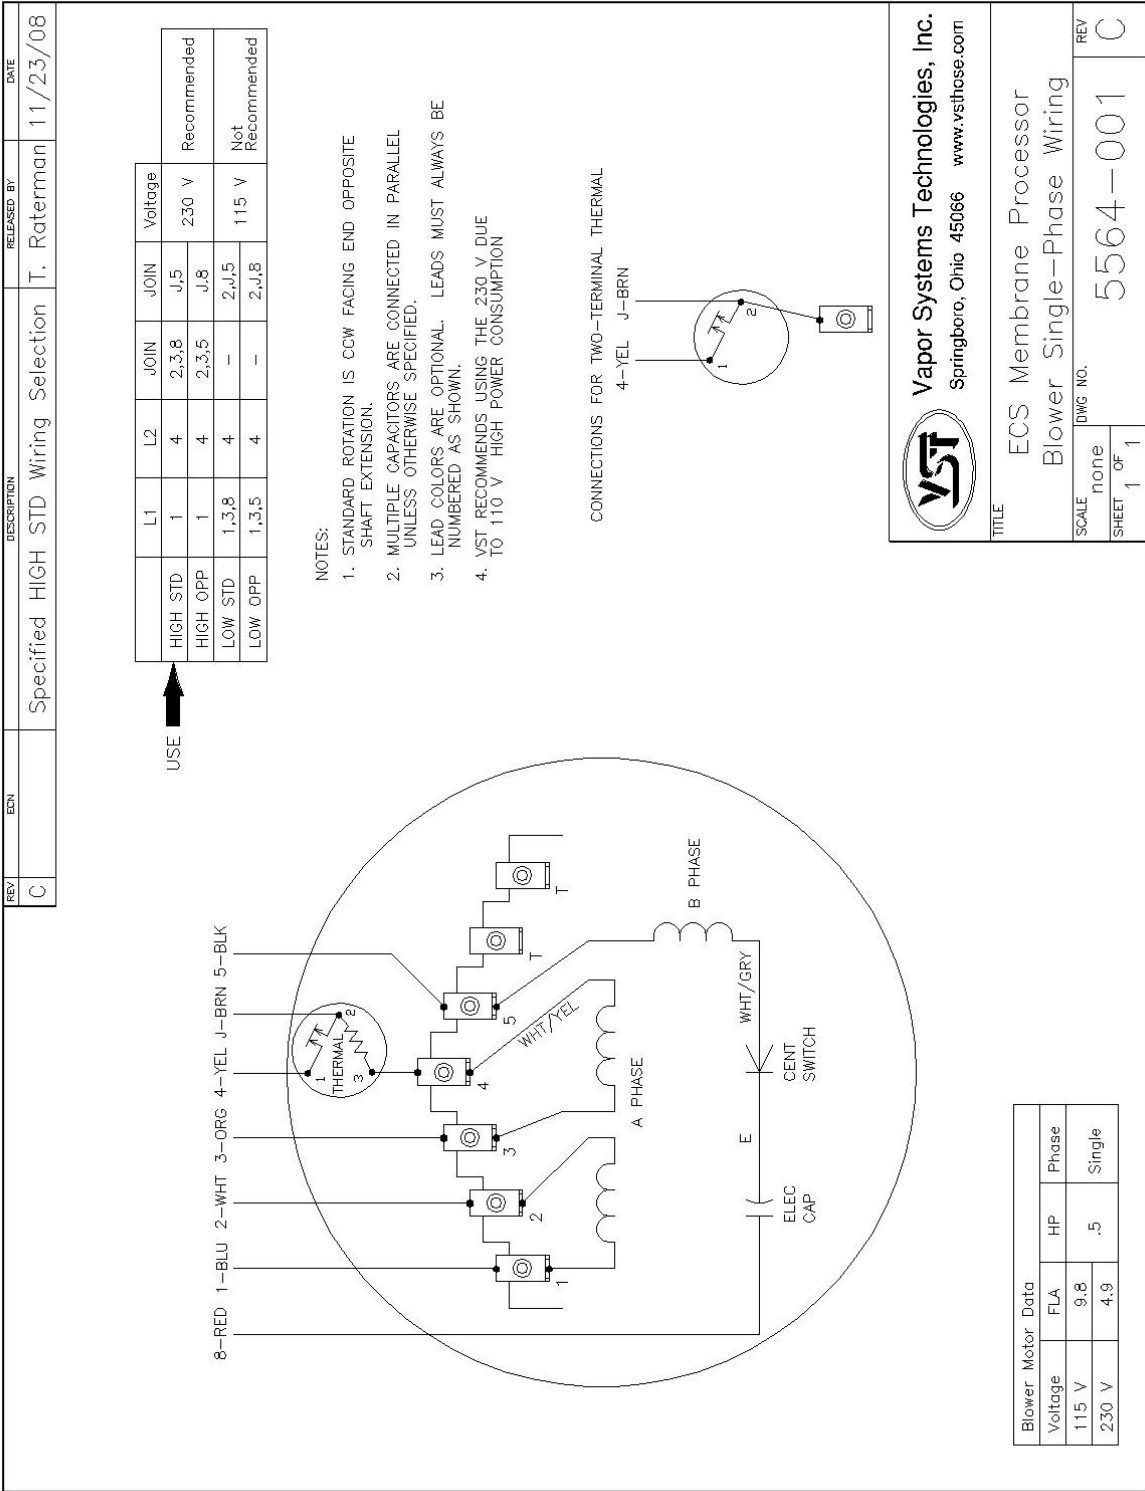 REV ECN DESCRIPTION RELEASED BY DATE
C Specified HIGH STD Wiring Selection T. Raterman 11/23/08
8-RED 1-BLU 2-WHT 3-ORG 4-YEL J-BRN 5-BLK
THERMAL
1
2
3
1
2
3
4
5
T
T
WHT/YEL
A PHASE
B PHASE
WHT/GRY
E
ELEC
CAP
CENT
SWITCH
Blower Motor Data
Voltage FLA HP Phase
115 V 9.8 .5 Single
230 V 4.9
USE
L1 L2 JOIN JOIN Voltage
HIGH STD 1 4 2,3,8 J,5 230 V Recommended
HIGH OPP 1 4 2,3,5 J.8
LOW STD 1,3,8 4 - 2,J,5 115 V Not Recommended
LOW OPP 1,3,5 4 - 2,J,8
NOTES:
1. STANDARD ROTATION IS CCW FACING END OPPOSITE
SHAFT EXTENSION.
2. MULTIPLE CAPACITORS ARE CONNECTED IN PARALLEL
UNLESS OTHERWISE SPECIFIED.
3. LEAD COLORS ARE OPTIONAL. LEADS MUST ALWAYS BE
NUMBERED AS SHOWN.
4. VST RECOMMENDS USING THE 230 V DUE
TO 110 V HIGH POWER CONSUMPTION
CONNECTIONS FOR TWO-TERMINAL THERMAL
4-YEL J-BRN
1
2
VST
Vapor Systems Technologies, Inc.
Springboro, Ohio 45066 www.vsthose.com
TITLE
ECS Membrane Processor
Blower Single-Phase Wiring
SCALE none
SHEET 1 OF 1
DWG NO. 5564-001
REV C